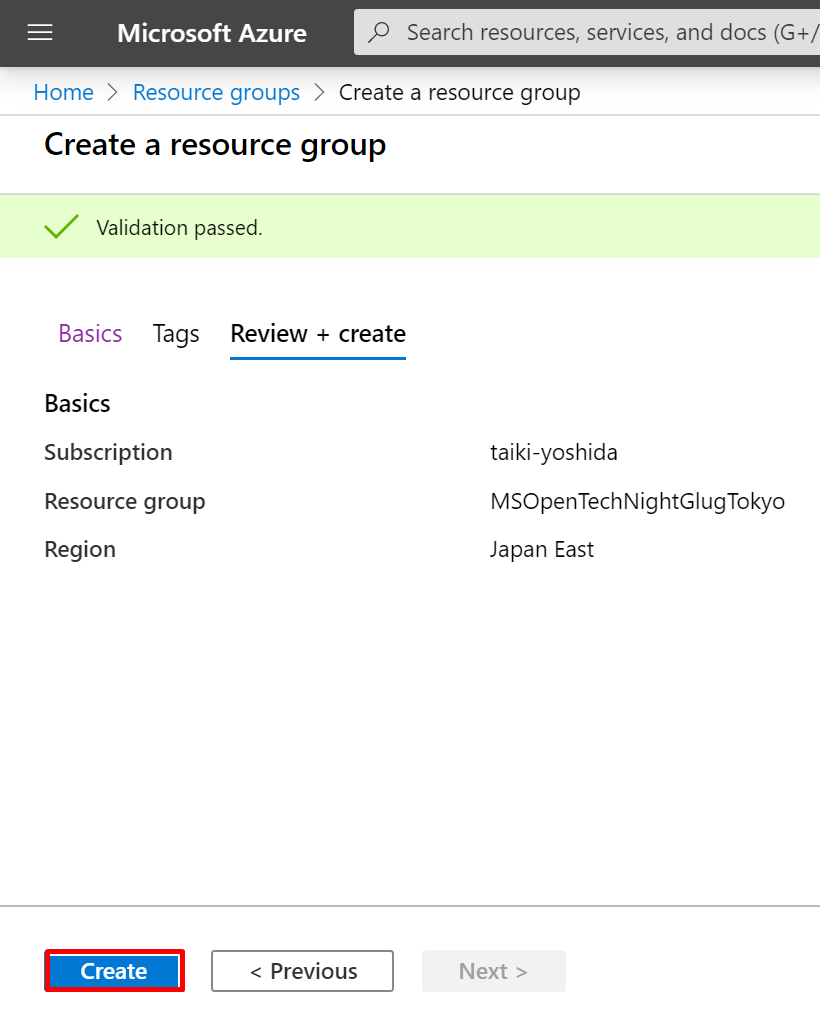 Microsoft Azure Search resources, services, and docs (G+/
Home > Resource groups > Create a resource group
Create a resource group
Validation passed.
Basics Tags Review + create
Basics
Subscription taiki-yoshida
Resource group MSOpenTechNightGlugTokyo
Region Japan East
Create < Previous Next >